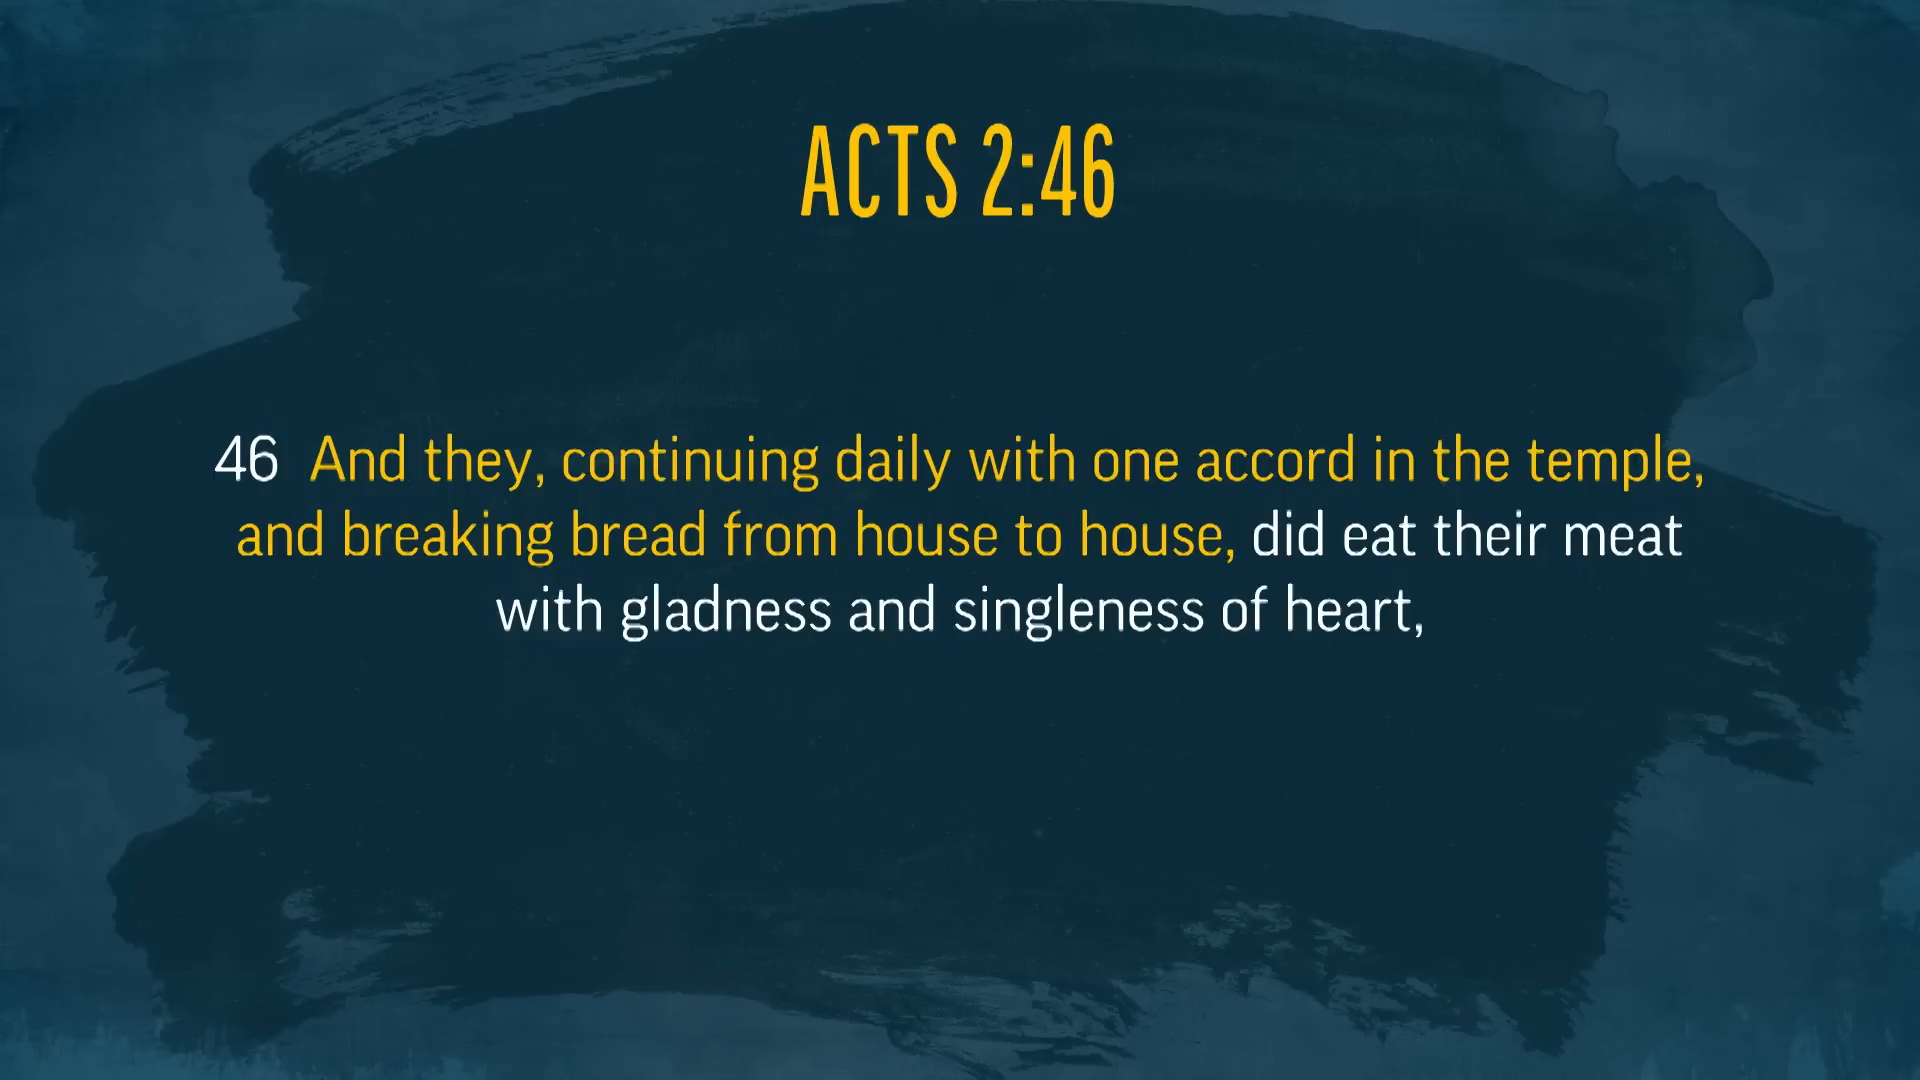 ACTS 2:46
46 And they, continuing daily with one accord in the temple,
and breaking bread from house to house, did eat their meat
with gladness and singleness of heart,